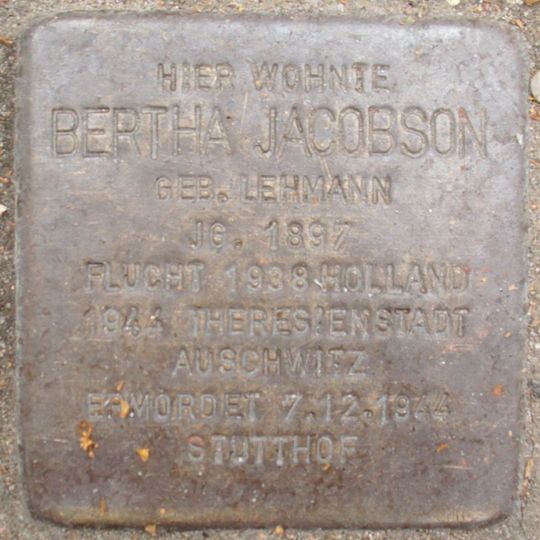 HIER WOHNTE
BERTHA JACOBSON
GEB. LEHMANN
JG. 1897
FLUCHT 1938 HOLLAND
1944 THERESIENSTADT
AUSCHWITZ
ERMORDET 7.12.1944
STUTTHOF